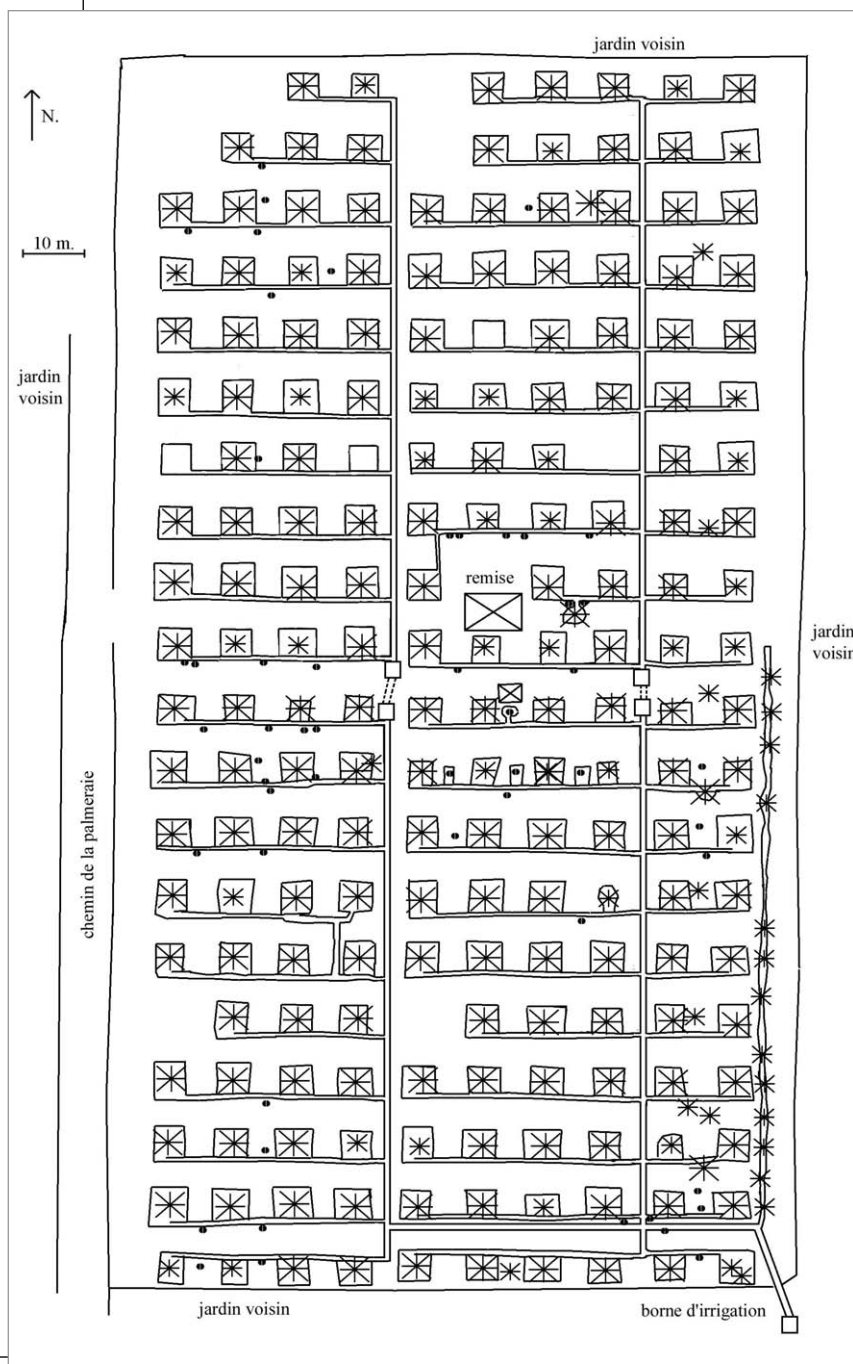 jardin voisin
N.
10 m.
jardin
voisin
remise
jardin
voisin
chemin de la palmeraie
jardin voisin
borne d'irrigation